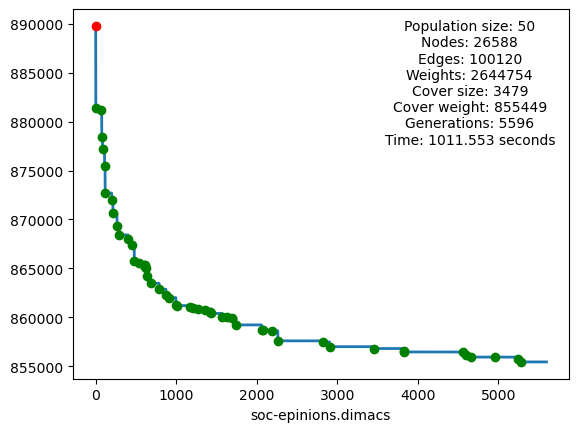 Population size: 50
Nodes: 26588
Edges: 100120
Weights: 2644754
Cover size: 3479
Cover weight: 855449
Generations: 5596
Time: 1011.553 seconds
890000
885000
880000
875000
870000
865000
860000
855000
0 1000 2000 3000 4000 5000
soc-epinions.dimacs